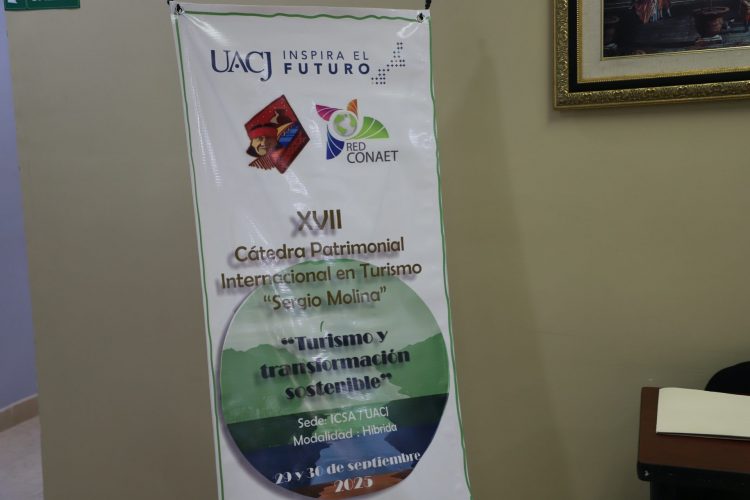 UACJ INSPIRA EL FUTURO
RED
CONAET
XVII
Cátedra Patrimonial
Internacional en Turismo
"Sergio Molina"
"Turismo y
transformación
sostenible"
Sede: ICSA / UACJ
Modalidad : Híbrida
29 y 30 de septiembre
2025